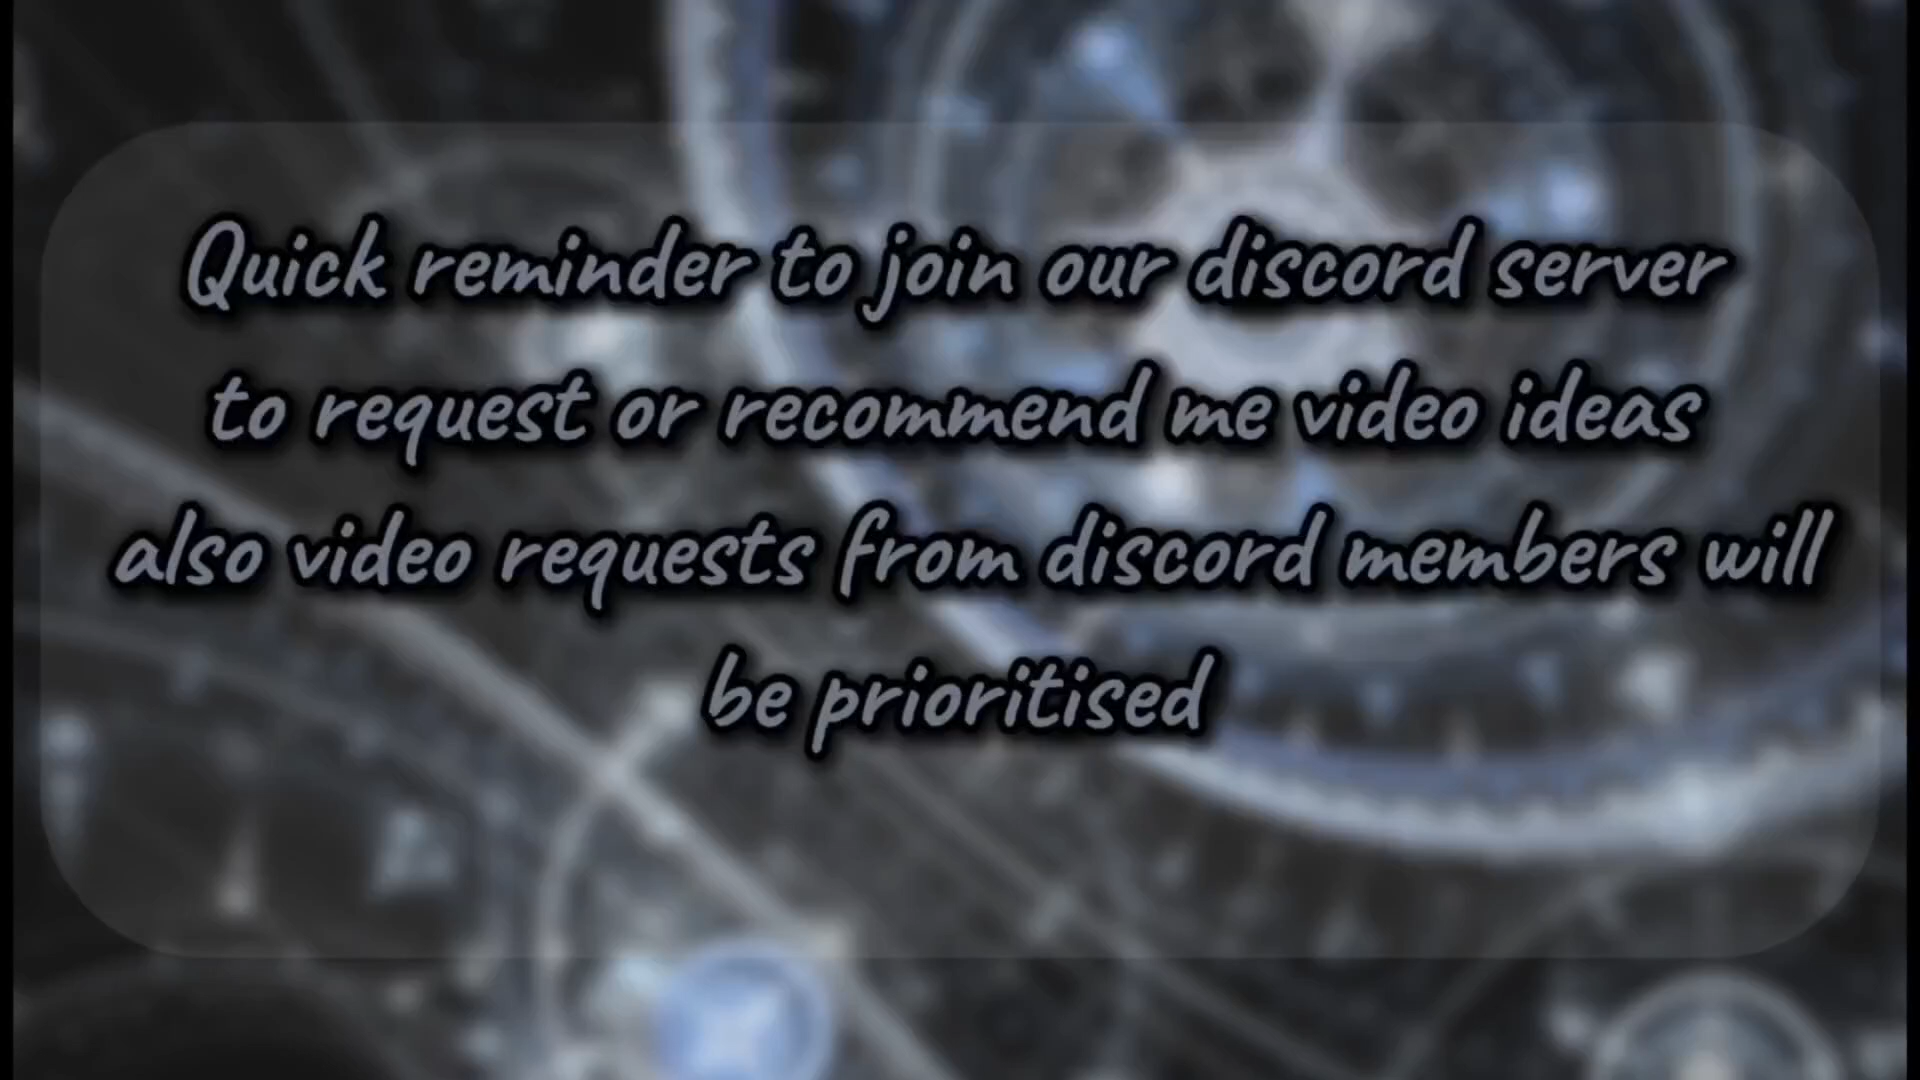 Quick reminder to join our discord server
to request or recommend me video ideas
also video requests from discord members will
be prioritised